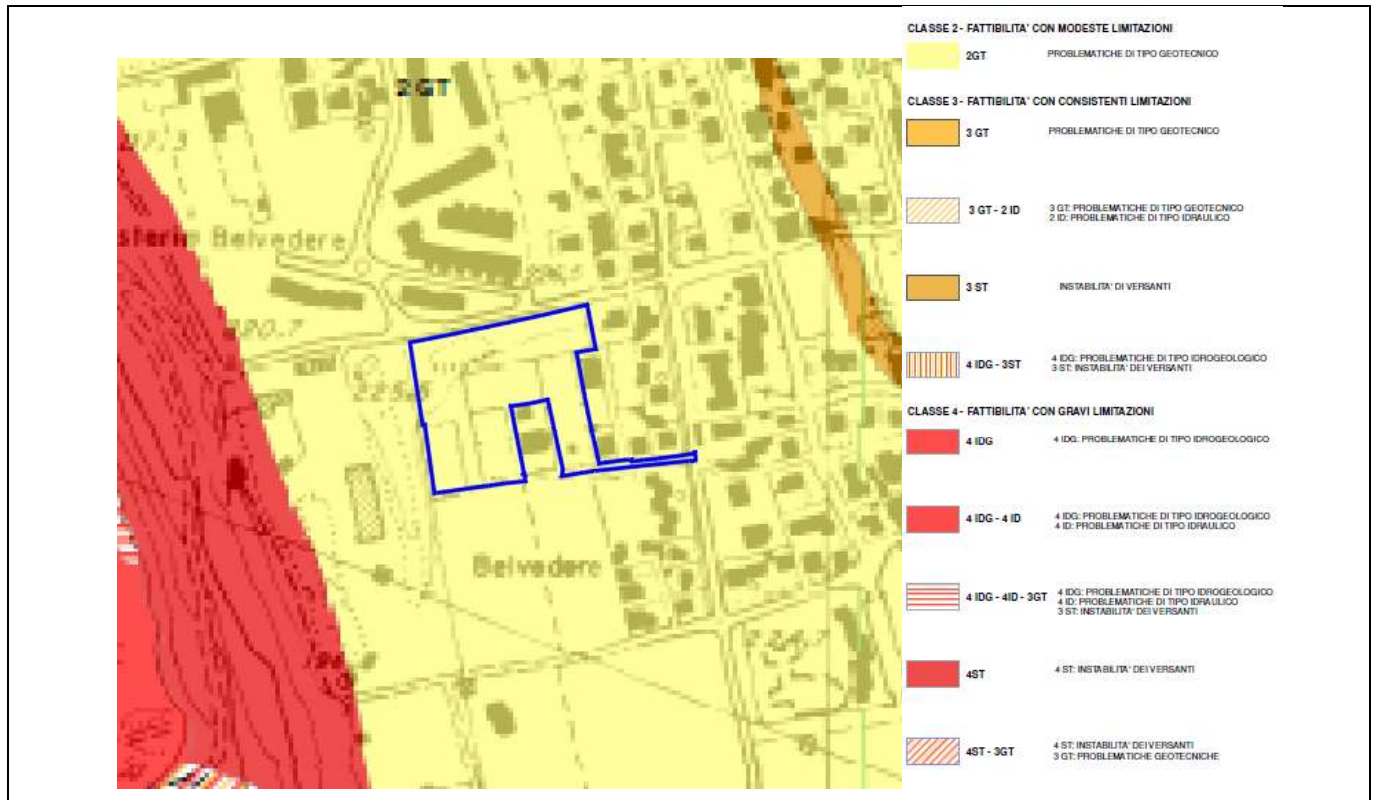 CLASSE 2 - FATTIBILITA' CON MODESTE LIMITAZIONI
2GT PROBLEMATICHE DI TIPO GEOTECNICO
CLASSE 3 - FATTIBILITA' CON CONSISTENTI LIMITAZIONI
3 GT PROBLEMATICHE DI TIPO GEOTECNICO
3 GT - 2 ID 3 GT: PROBLEMATICHE DI TIPO GEOTECNICO
2 ID: PROBLEMATICHE DI TIPO IDRAULICO
3 ST INSTABILITA' DI VERSANTI
4 IDG - 3ST 4 IDG: PROBLEMATICHE DI TIPO IDROGEOLOGICO
3 ST: INSTABILITA' DEI VERSANTI
CLASSE 4 - FATTIBILITA' CON GRAVI LIMITAZIONI
4 IDG 4 IDG: PROBLEMATICHE DI TIPO IDROGEOLOGICO
4 IDG - 4 ID 4 IDG: PROBLEMATICHE DI TIPO IDROGEOLOGICO
4 ID: PROBLEMATICHE DI TIPO IDRAULICO
4 IDG - 4ID - 3GT 4 IDG: PROBLEMATICHE DI TIPO IDROGEOLOGICO
4 ID: PROBLEMATICHE DI TIPO IDRAULICO
3 ST: INSTABILITA' DEI VERSANTI
4ST 4 ST: INSTABILITA' DEI VERSANTI
4ST - 3GT 4 ST: INSTABILITA' DEI VERSANTI
3 GT: PROBLEMATICHE GEOTECNICHE
2GT
Belvedere
Belvedere